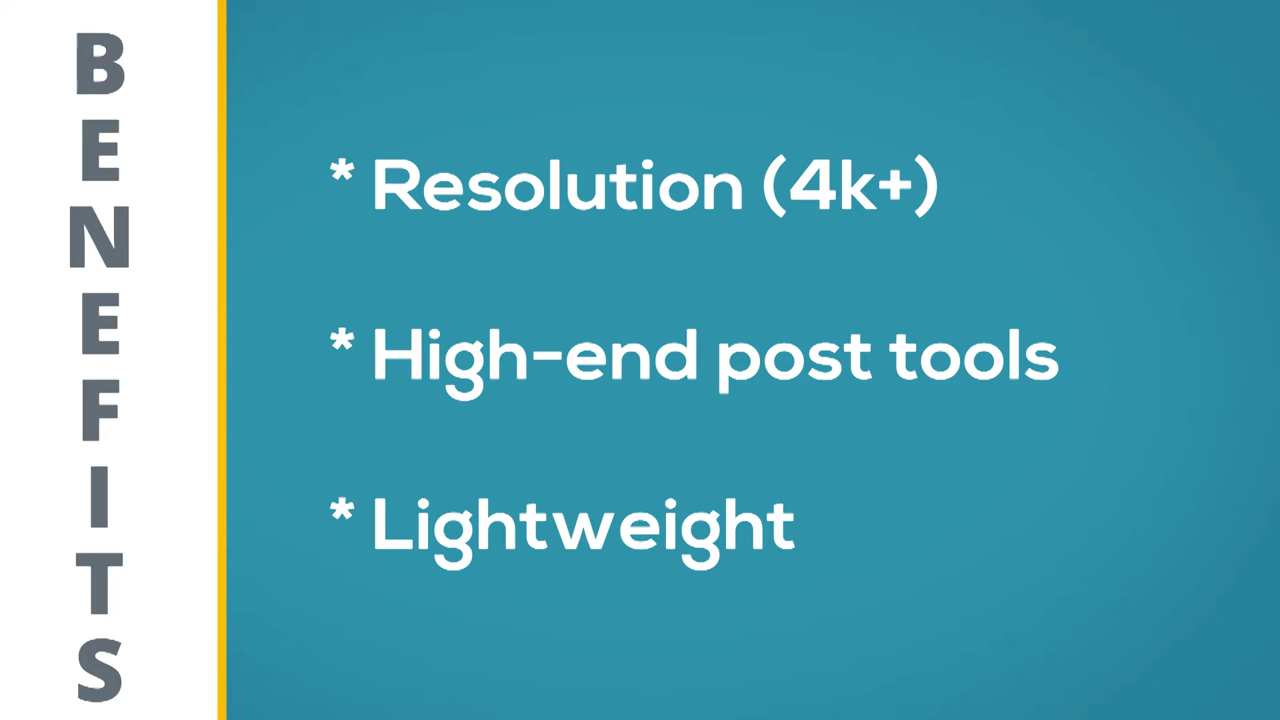 BENEFITS
* Resolution (4k+)
* High-end post tools
* Lightweight